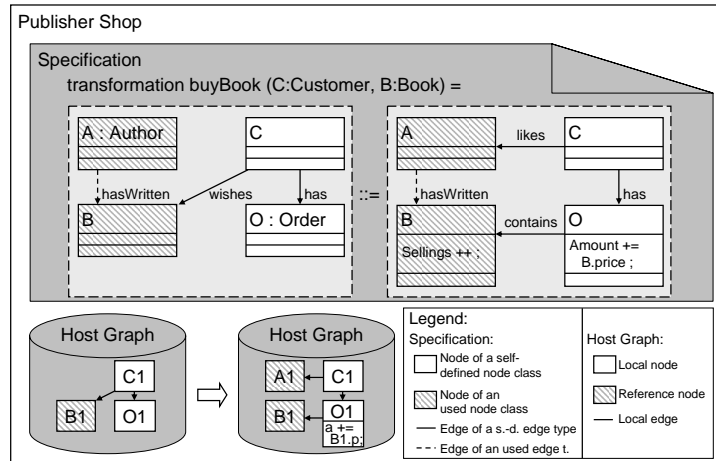 Publisher Shop
Specification
transformation buyBook (C:Customer, B:Book) =
A : Author
C
hasWritten
wishes
has
B
O : Order
::=
A
likes
C
hasWritten
has
B
contains
O
Sellings ++ ;
Amount +=
B.price ;
Host Graph
C1
B1
O1
Host Graph
A1
C1
B1
O1
a +=
B1.p;
Legend:
Specification:
Node of a self-
defined node class
Node of an
used node class
Edge of a s.-d. edge type
Edge of an used edge t.
Host Graph:
Local node
Reference node
Local edge